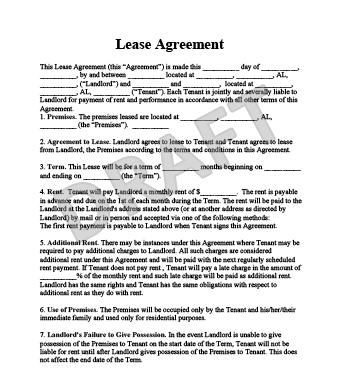 Lease Agreement
This Lease Agreement (this "Agreement") is made this __________ day of __________,
__________, by and between __________ located at __________, __________, AL,
__________, ("Landlord") and __________ and __________, located at __________,
__________, AL, __________ ("Tenant"). Each Tenant is jointly and severally liable to
Landlord for payment of rent and performance in accordance with all other terms of this
Agreement.
1. Premises. The premises leased are located at __________, __________, AL,
__________ (the "Premises").
2. Agreement to Lease. Landlord agrees to lease to Tenant and Tenant agrees to lease
from Landlord, the Premises according to the terms and conditions in this Agreement.
3. Term. This Lease will be for a term of __________ months beginning on __________
and ending on __________ (the "Term").
4. Rent. Tenant will pay Landlord a monthly rent of $__________. The rent is payable
in advance and due on the 1st of each month during the Term. The rent will be paid to the
Landlord at the Landlord's address stated above (or at another address as directed by
Landlord) by mail or in person and accepted via one of the following methods:
The first rent payment is payable to Landlord when Tenant signs this Agreement.
5. Additional Rent. There may be instances under this Agreement where Tenant may be
required to pay additional charges to Landlord. All such charges are considered
additional rent under this Agreement and will be paid with the next regularly scheduled
rent payment. If Tenant does not pay rent , Tenant will pay a late charge in the amount of
__________% of the monthly rent and such late charge will be paid as additional rent.
Landlord has the same rights and Tenant has the same obligations with respect to
additional rent as they do with rent.
6. Use of Premises. The Premises will be occupied only by the Tenant and his/her/their
immediate family and used only for residential purposes.
7. Landlord's Failure to Give Possession. In the event Landlord is unable to give
possession of the Premises to Tenant on the start date of the Term, Tenant will not be
liable for rent until after Landlord gives possession of the Premises to Tenant. This does
not affect the end date of the Term.
DRAFT